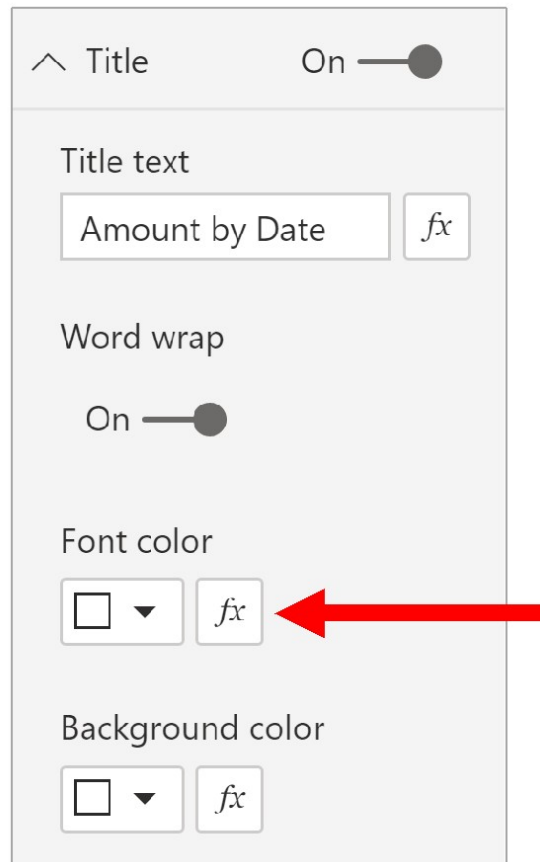 Title On
Title text
Amount by Date fx
Word wrap
On
Font color
fx
Background color
fx